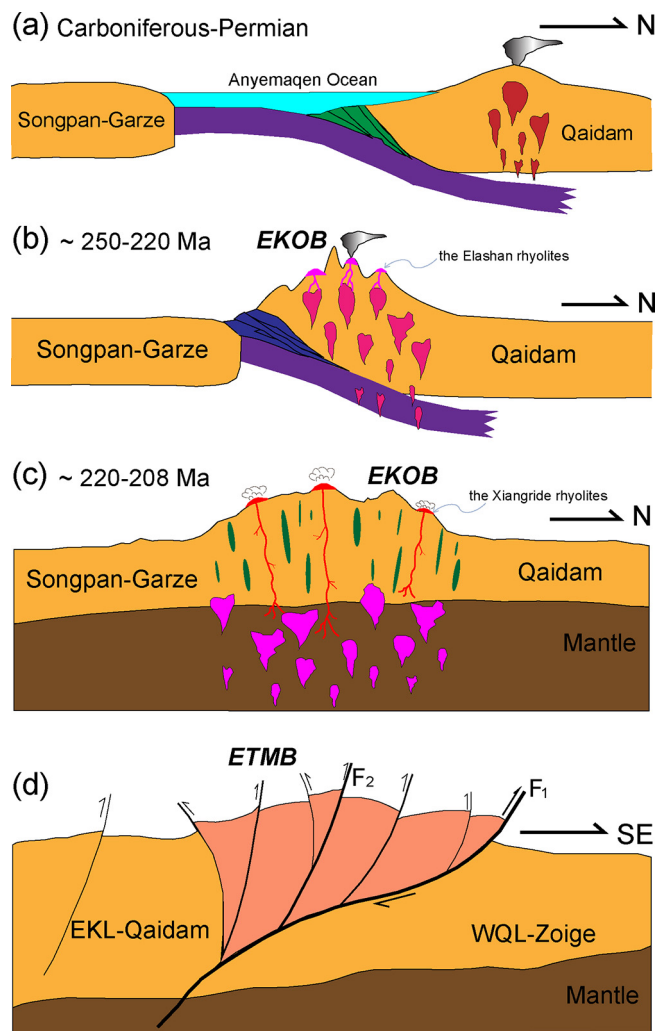 (a) Carboniferous-Permian
N
Anyemaqen Ocean
Songpan-Garze
Qaidam
(b) ~ 250-220 Ma
EKOB
the Elashan rhyolites
N
Songpan-Garze
Qaidam
(c) ~ 220-208 Ma
EKOB
the Xiangride rhyolites
N
Songpan-Garze
Qaidam
Mantle
(d)
ETMB
F2
F1
SE
EKL-Qaidam
WQL-Zoige
Mantle